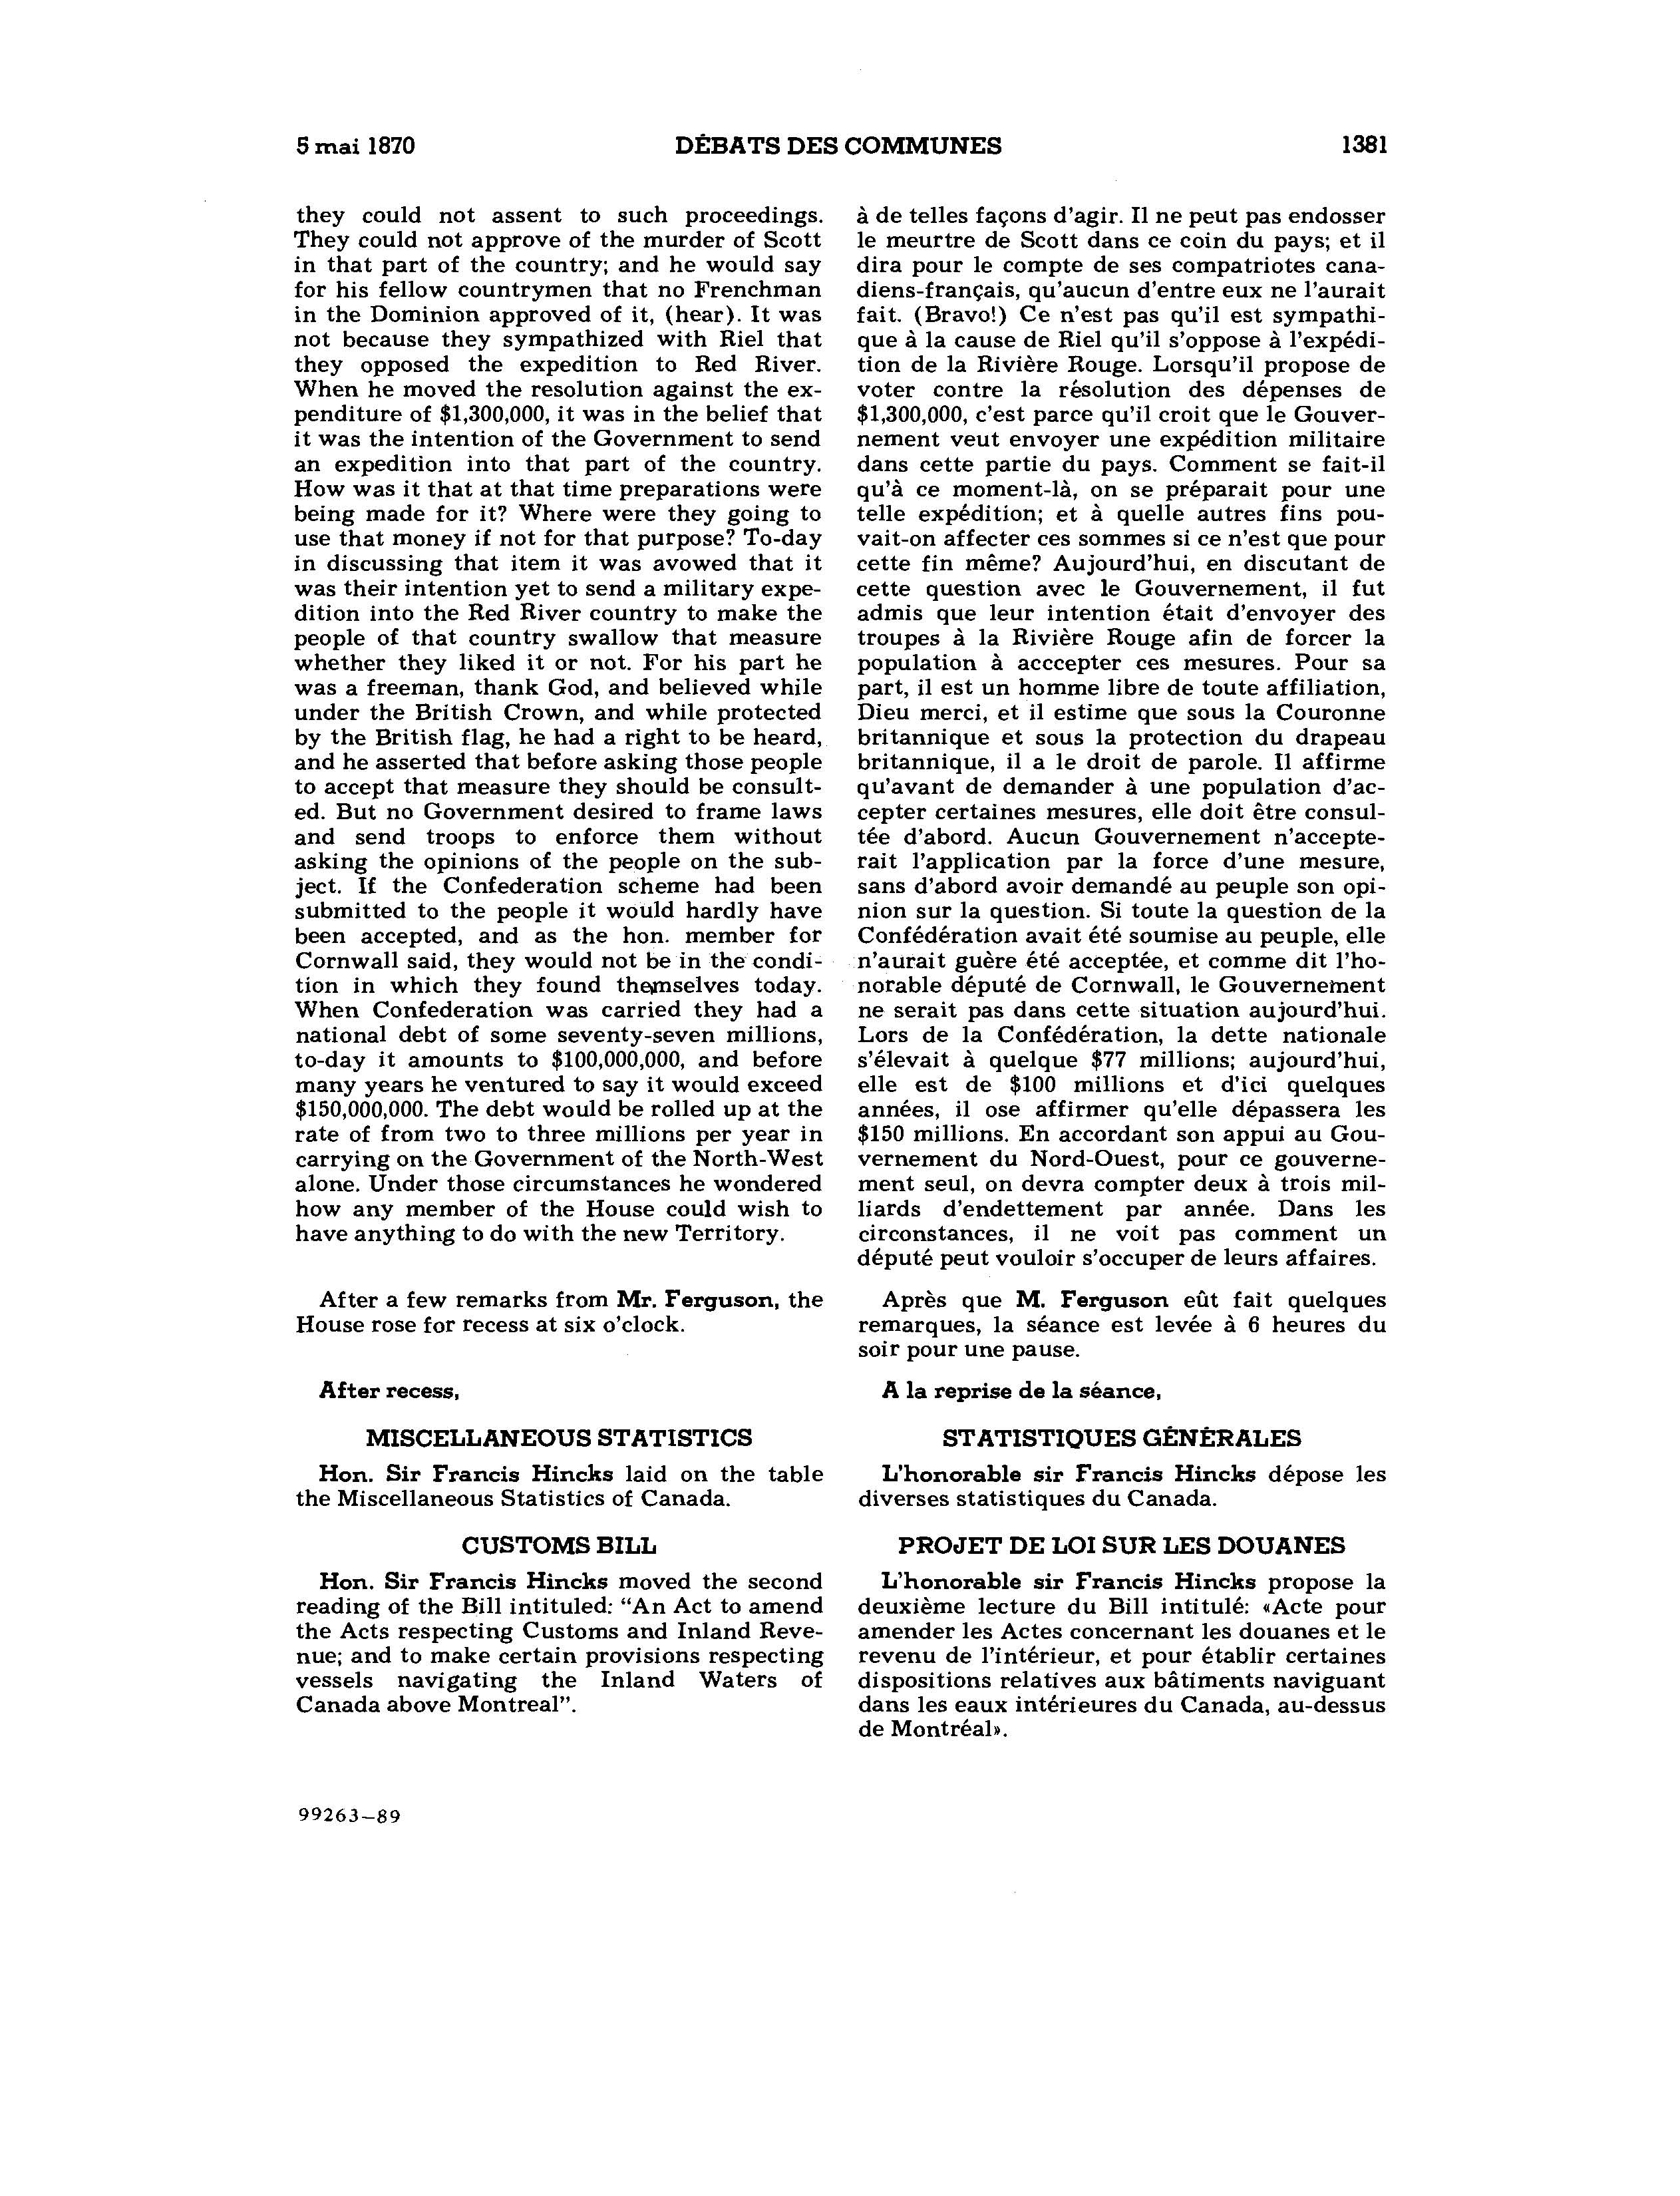 5 mai 1870 DÉBATS DES COMMUNES 1381
they could not assent to such proceedings.
They could not approve of the murder of Scott
in that part of the country; and he would say
for his fellow countrymen that no Frenchman
in the Dominion approved of it, (hear). It was
not because they sympathized with Riel that
they opposed the expedition to Red River.
When he moved the resolution against the ex-
penditure of $1,300,000, it was in the belief that
it was the intention of the Government to send
an expedition into that part of the country.
How was it that at that time preparations were
being made for it? Where were they going to
use that money if not for that purpose? To-day
in discussing that item it was avowed that it
was their intention yet to send a military expe-
dition into the Red River country to make the
people of that country swallow that measure
whether they liked it or not. For his part he
was a freeman, thank God, and believed while
under the British Crown, and while protected
by the British flag, he had a right to be heard,
and he asserted that before asking those people
to accept that measure they should be consult-
ed. But no Government desired to frame laws
and send troops to enforce them without
asking the opinions of the people on the sub-
ject. If the Confederation scheme had been
submitted to the people it would hardly have
been accepted, and as the hon. member for
Cornwall said, they would not be in the condi-
tion in which they found themselves today.
When Confederation was carried they had a
national debt of some seventy-seven millions,
to-day it amounts to $100,000,000, and before
many years he ventured to say it would exceed
$150,000,000. The debt would be rolled up at the
rate of from two to three millions per year in
carrying on the Government of the North-West
alone. Under those circumstances he wondered
how any member of the House could wish to
have anything to do with the new Territory.
After a few remarks from Mr. Ferguson, the
House rose for recess at six o'clock.
After recess,
MISCELLANEOUS STATISTICS
Hon. Sir Francis Hincks laid on the table
the Miscellaneous Statistics of Canada.
CUSTOMS BILL
Hon. Sir Francis Hincks moved the second
reading of the Bill intituled: “An Act to amend
the Acts respecting Customs and Inland Reve-
nue; and to make certain provisions respecting
vessels navigating the Inland Waters of
Canada above Montreal”.
à de telles façons d'agir. Il ne peut pas endosser
le meurtre de Scott dans ce coin du pays; et il
dira pour le compte de ses compatriotes cana-
diens-français, qu'aucun d'entre eux ne l'aurait
fait. (Bravo!) Ce n'est pas qu'il est sympathi-
que à la cause de Riel qu'il s'oppose à l'expédi-
tion de la Rivière Rouge. Lorsqu'il propose de
voter contre la résolution des dépenses de
$1,300,000, c'est parce qu'il croit que le Gouver-
nement veut envoyer une expédition militaire
dans cette partie du pays. Comment se fait-il
qu'à ce moment-là, on se préparait pour une
telle expédition; et à quelle autres fins pou-
vait-on affecter ces sommes si ce n'est que pour
cette fin même? Aujourd'hui, en discutant de
cette question avec le Gouvernement, il fut
admis que leur intention était d'envoyer des
troupes à la Rivière Rouge afin de forcer la
population à acccepter ces mesures. Pour sa
part, il est un homme libre de toute affiliation,
Dieu merci, et il estime que sous la Couronne
britannique et sous la protection du drapeau
britannique, il a le droit de parole. Il affirme
qu'avant de demander à une population d'ac-
cepter certaines mesures, elle doit être consul-
tée d'abord. Aucun Gouvernement n'accepte-
rait l'application par la force d'une mesure,
sans d'abord avoir demandé au peuple son opi-
nion sur la question. Si toute la question de la
Confédération avait été soumise au peuple, elle
n'aurait guère été acceptée, et comme dit l'ho-
norable député de Cornwall, le Gouvernement
ne serait pas dans cette situation aujourd'hui.
Lors de la Confédération, la dette nationale
s'élevait à quelque $77 millions; aujourd'hui,
elle est de $100 millions et d'ici quelques
années, il ose affirmer qu'elle dépassera les
$150 millions. En accordant son appui au Gou-
vernement du Nord-Ouest, pour ce gouverne-
ment seul, on devra compter deux à trois mil-
liards d'endettement par année. Dans les
circonstances, il ne voit pas comment un
député peut vouloir s'occuper de leurs affaires.
Après que M. Ferguson eût fait quelques
remarques, la séance est levée à 6 heures du
soir pour une pause.
A la reprise de la séance,
STATISTIQUES GÉNÉRALES
L'honorable sir Francis Hincks dépose les
diverses statistiques du Canada.
PROJET DE LOI SUR LES DOUANES
L'honorable sir Francis Hincks propose la
deuxième lecture du Bill intitulé: «Acte pour
amender les Actes concernant les douanes et le
revenu de l'intérieur, et pour établir certaines
dispositions relatives aux bâtiments naviguant
dans les eaux intérieures du Canada, au-dessus
de Montréal».
99263—89